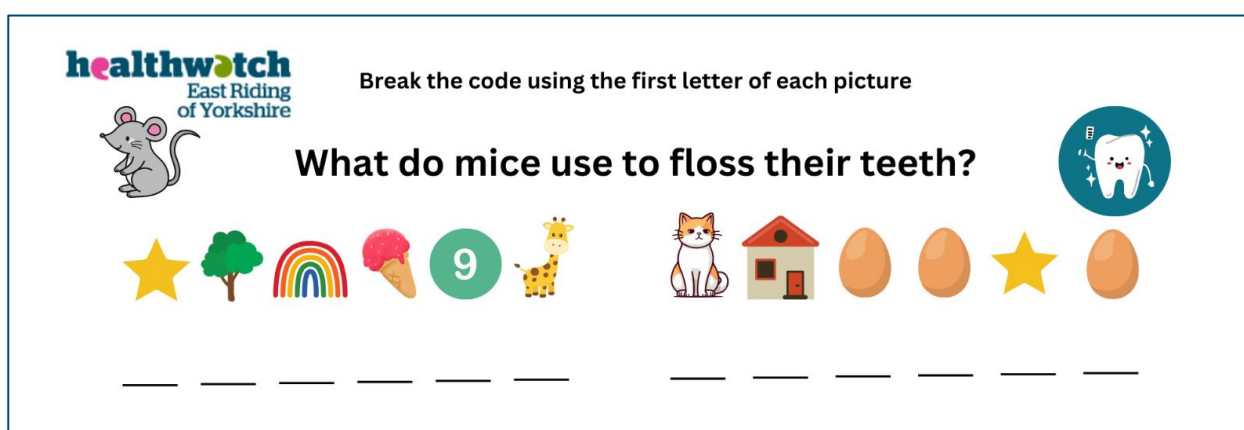 healthwatch
East Riding
of Yorkshire
Break the code using the first letter of each picture
What do mice use to floss their teeth?
9